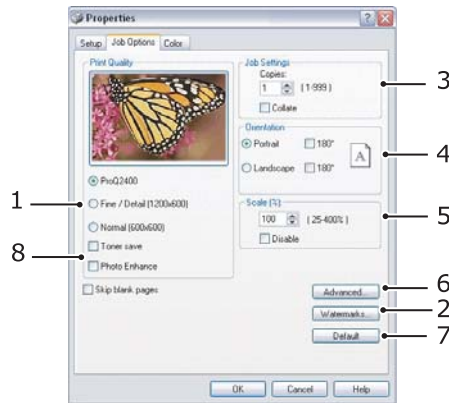 Properties
Setup Job Options Color
Print Quality
ProQ2400
Fine / Detail (1200x600)
Normal (600x600)
Toner save
Photo Enhance
Skip blank pages
Job Settings
Copies:
1 ( 1-999 )
Collate
Orientation
Portrait 180°
Landscape 180°
A
Scale (%)
100 ( 25-400% )
Disable
Advanced...
Watermarks...
Default
OK Cancel Help
1
8
3
4
5
6
2
7